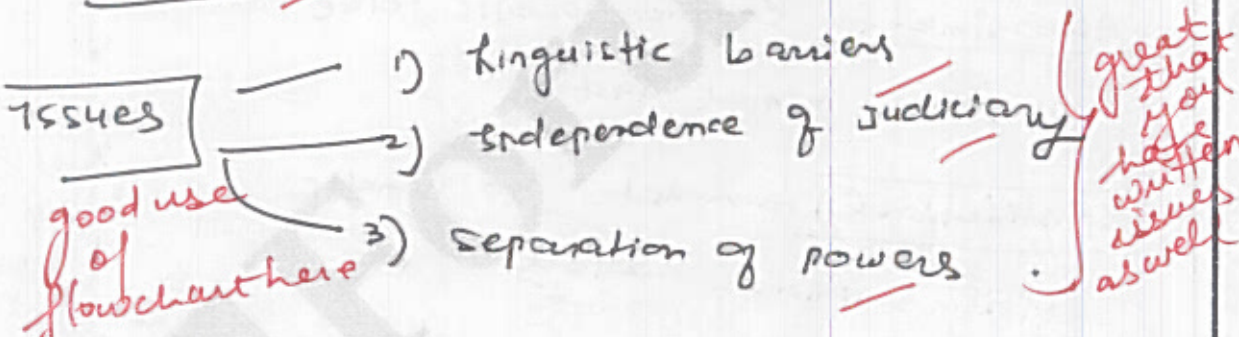 Issues
1) Linguistic barriers
2) Independence of Judiciary
3) Separation of powers.
good use
of
flowchart here
great
that
you
have
written
issues
as well